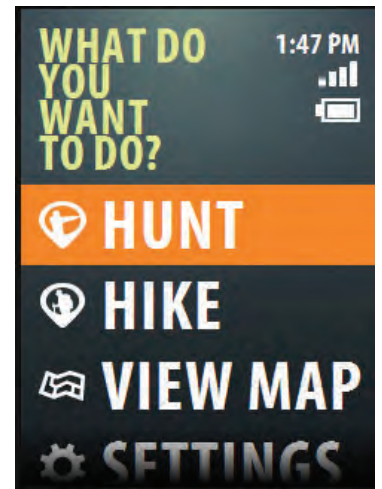 WHAT DO
YOU
WANT
TO DO?
1:47 PM
HUNT
HIKE
VIEW MAP
SETTINGS